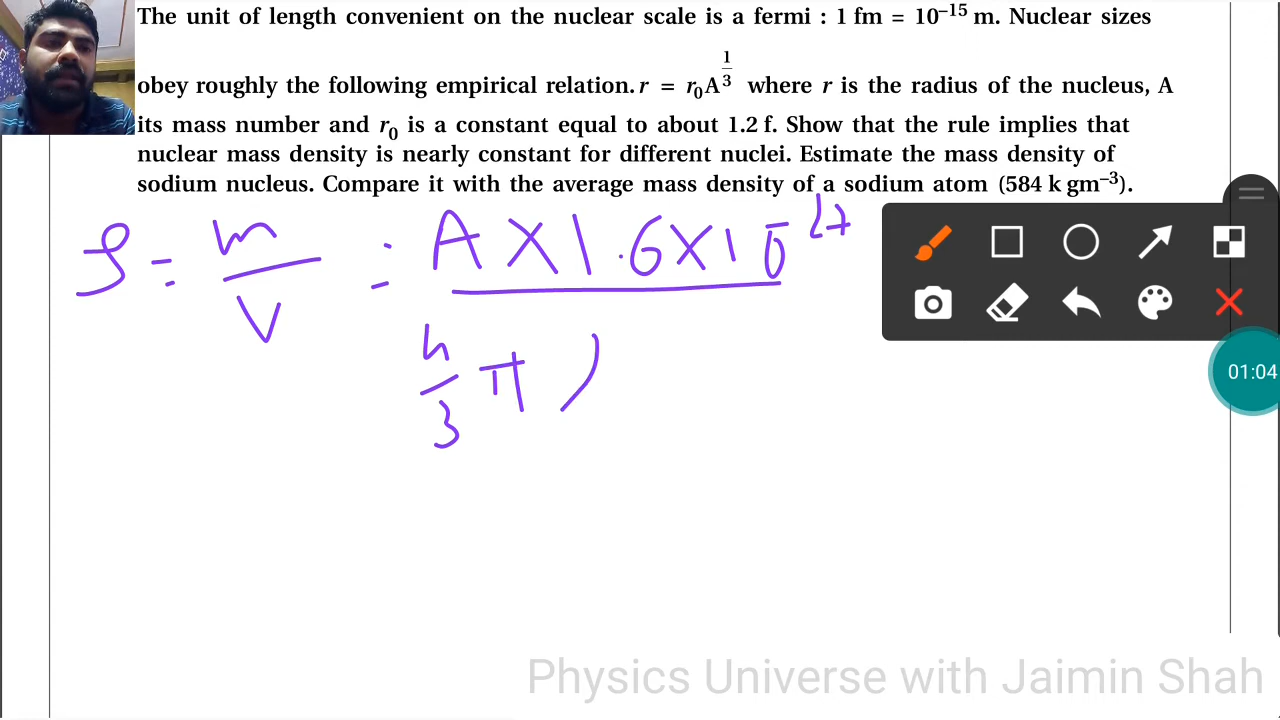 The unit of length convenient on the nuclear scale is a fermi : 1 fm = 10⁻¹⁵ m. Nuclear sizes
obey roughly the following empirical relation. r = r₀A^(1/3) where r is the radius of the nucleus, A
its mass number and r₀ is a constant equal to about 1.2 f. Show that the rule implies that
nuclear mass density is nearly constant for different nuclei. Estimate the mass density of
sodium nucleus. Compare it with the average mass density of a sodium atom (584 k gm⁻³).
ρ = m/V = A × 1.6 × 10⁻²⁷
4/3 π
01:04
Physics Universe with Jaimin Shah